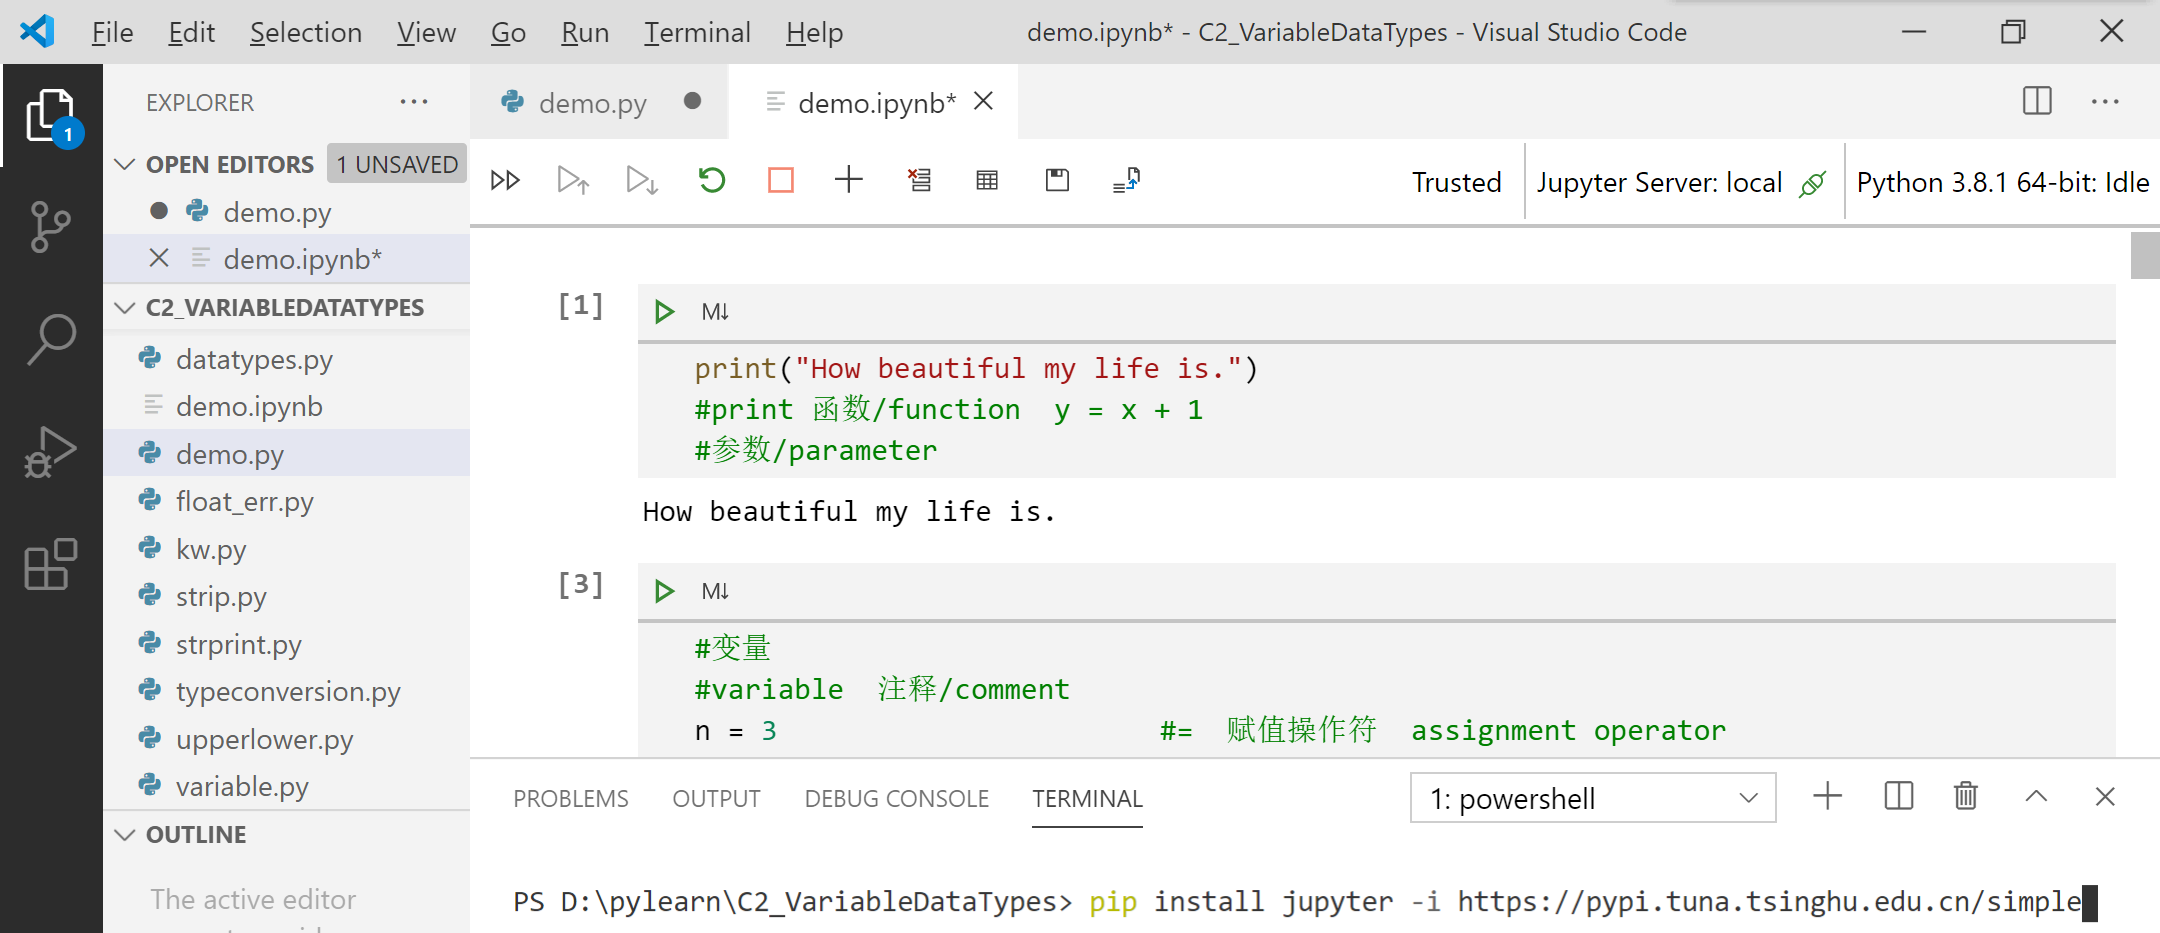 File Edit Selection View Go Run Terminal Help demo.ipynb* - C2_VariableDataTypes - Visual Studio Code
EXPLORER
1
OPEN EDITORS 1 UNSAVED
demo.py
demo.ipynb*
C2_VARIABLEDATATYPES
datatypes.py
demo.ipynb
demo.py
float_err.py
kw.py
strip.py
strprint.py
typeconversion.py
upperlower.py
variable.py
OUTLINE
The active editor
demo.py demo.ipynb*
Trusted Jupyter Server: local Python 3.8.1 64-bit: Idle
[1] M↓
print("How beautiful my life is.")
#print 函数/function y = x + 1
#参数/parameter
How beautiful my life is.
[3] M↓
#变量
#variable 注释/comment
n = 3 #= 赋值操作符 assignment operator
PROBLEMS OUTPUT DEBUG CONSOLE TERMINAL 1: powershell
PS D:\pylearn\C2_VariableDataTypes> pip install jupyter -i https://pypi.tuna.tsinghu.edu.cn/simple